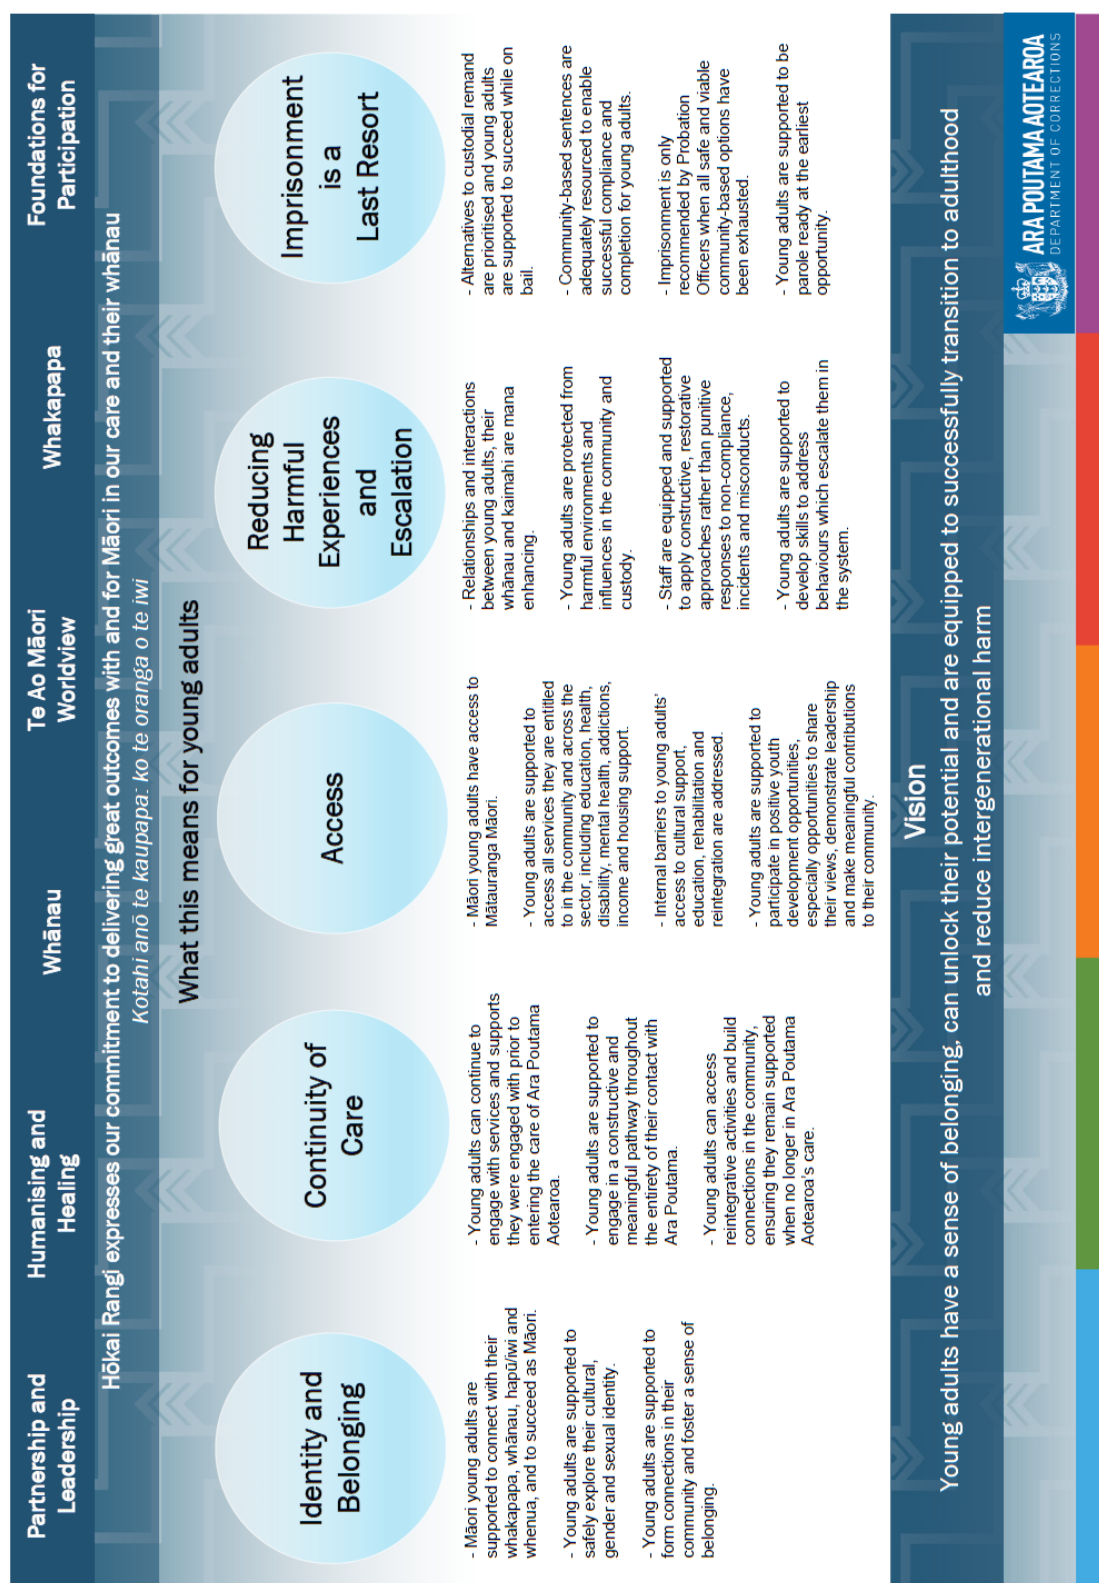 Partnership and
Leadership
Humanising and
Healing
Whānau
Te Ao Māori
Worldview
Whakapapa
Foundations for
Participation
Hōkai Rangi expresses our commitment to delivering great outcomes with and for Māori in our care and their whānau
Kotahi anō te kaupapa: ko te oranga o te iwi
What this means for young adults
Identity and
Belonging
- Māori young adults are
supported to connect with their
whakapapa, whānau, hapū/iwi and
whenua, and to succeed as Māori.
- Young adults are supported to
safely explore their cultural,
gender and sexual identity.
- Young adults are supported to
form connections in their
community and foster a sense of
belonging.
Continuity of
Care
- Young adults can continue to
engage with services and supports
they were engaged with prior to
entering the care of Ara Poutama
Aotearoa.
- Young adults are supported to
engage in a constructive and
meaningful pathway throughout
the entirety of their contact with
Ara Poutama.
- Young adults can access
reintegrative activities and build
connections in the community,
ensuring they remain supported
when no longer in Ara Poutama
Aotearoa's care.
Access
- Māori young adults have access to
Mātauranga Māori.
- Young adults are supported to
access all services they are entitled
to in the community and across the
sector, including education, health,
disability, mental health, addictions,
income and housing support.
- Internal barriers to young adults'
access to cultural support,
education, rehabilitation and
reintegration are addressed.
- Young adults are supported to
participate in positive youth
development opportunities,
especially opportunities to share
their views, demonstrate leadership
and make meaningful contributions
to their community.
Reducing
Harmful
Experiences
and
Escalation
- Relationships and interactions
between young adults, their
whānau and kaimahi are mana
enhancing.
- Young adults are protected from
harmful environments and
influences in the community and
custody.
- Staff are equipped and supported
to apply constructive, restorative
approaches rather than punitive
responses to non-compliance,
incidents and misconducts.
- Young adults are supported to
develop skills to address
behaviours which escalate them in
the system.
Imprisonment
is a
Last Resort
- Alternatives to custodial remand
are prioritised and young adults
are supported to succeed while on
bail.
- Community-based sentences are
adequately resourced to enable
successful compliance and
completion for young adults.
- Imprisonment is only
recommended by Probation
Officers when all safe and viable
community-based options have
been exhausted.
- Young adults are supported to be
parole ready at the earliest
opportunity.
Vision
Young adults have a sense of belonging, can unlock their potential and are equipped to successfully transition to adulthood
and reduce intergenerational harm
ARA POUTAMA AOTEAROA
DEPARTMENT OF CORRECTIONS